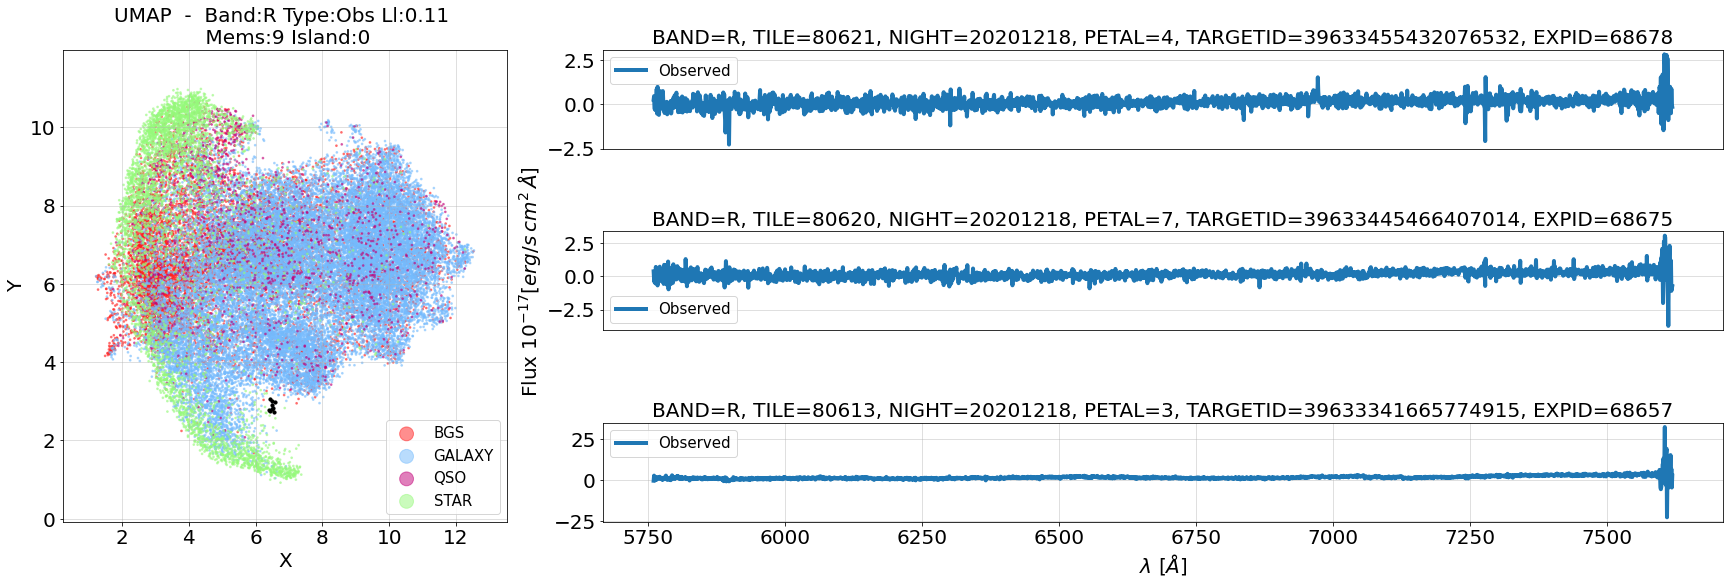 UMAP  -  Band:R Type:Obs Ll:0.11
Mems:9 Island:0
Y
10
8
6
4
2
0
2 4 6 8 10 12
X
BGS
GALAXY
QSO
STAR
Flux 10⁻¹⁷[erg/s cm² Å]
BAND=R, TILE=80621, NIGHT=20201218, PETAL=4, TARGETID=39633455432076532, EXPID=68678
2.5
0.0
−2.5
Observed
BAND=R, TILE=80620, NIGHT=20201218, PETAL=7, TARGETID=39633445466407014, EXPID=68675
2.5
0.0
−2.5
Observed
BAND=R, TILE=80613, NIGHT=20201218, PETAL=3, TARGETID=39633341665774915, EXPID=68657
25
0
−25
Observed
5750 6000 6250 6500 6750 7000 7250 7500
λ [Å]